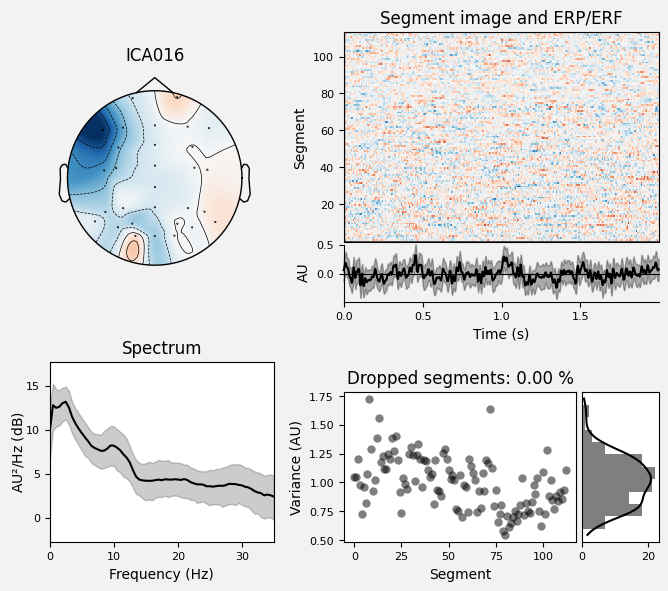 ICA016
Segment image and ERP/ERF
Segment
100
80
60
40
20
AU
0.5
0.0
0.0 0.5 1.0 1.5
Time (s)
Spectrum
AU²/Hz (dB)
15
10
5
0
0 10 20 30
Frequency (Hz)
Dropped segments: 0.00 %
Variance (AU)
1.75
1.50
1.25
1.00
0.75
0.50
0 25 50 75 100
Segment
0 20